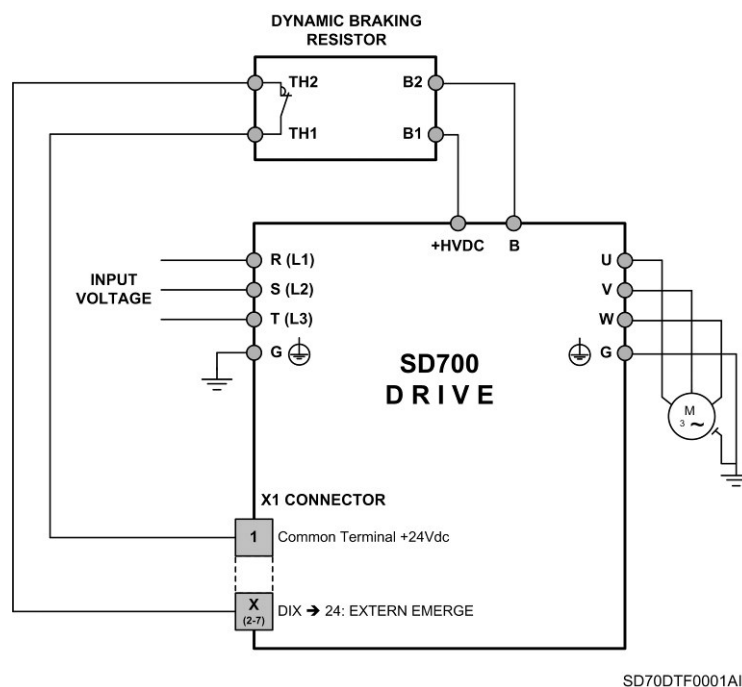 DYNAMIC BRAKING
RESISTOR
TH2
B2
TH1
B1
+HVDC
B
R (L1)
U
INPUT
VOLTAGE
S (L2)
V
T (L3)
W
G
G
SD700
DRIVE
M
3 ~
X1 CONNECTOR
1
Common Terminal +24Vdc
X
(2-7)
DIX ➔ 24: EXTERN EMERGE
SD70DTF0001AI